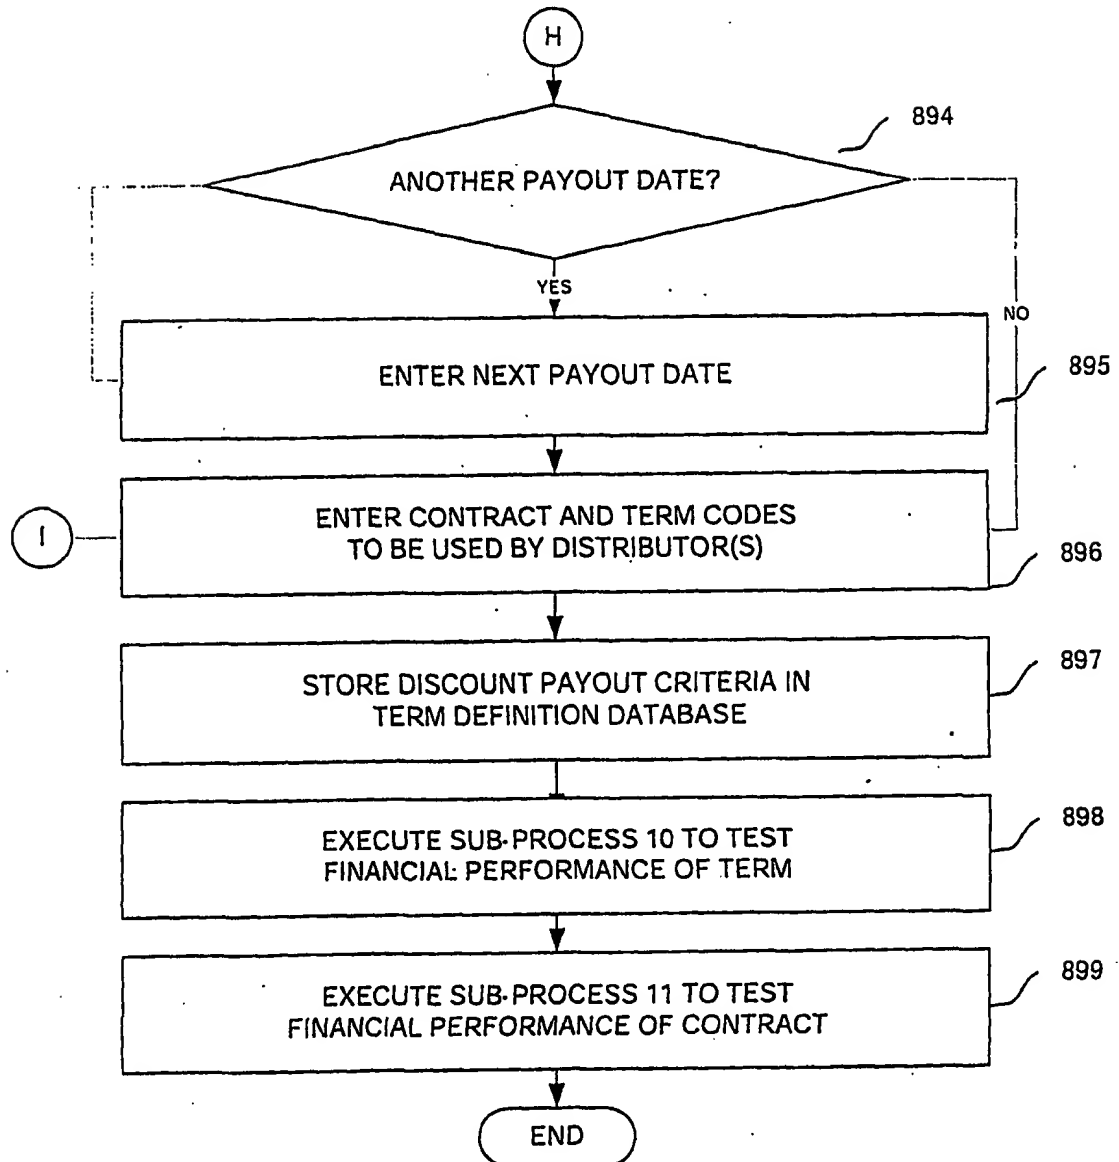 H
894
ANOTHER PAYOUT DATE?
YES
NO
ENTER NEXT PAYOUT DATE
895
I
ENTER CONTRACT AND TERM CODES
TO BE USED BY DISTRIBUTOR(S)
896
STORE DISCOUNT PAYOUT CRITERIA IN
TERM DEFINITION DATABASE
897
EXECUTE SUB-PROCESS 10 TO TEST
FINANCIAL PERFORMANCE OF TERM
898
EXECUTE SUB-PROCESS 11 TO TEST
FINANCIAL PERFORMANCE OF CONTRACT
899
END